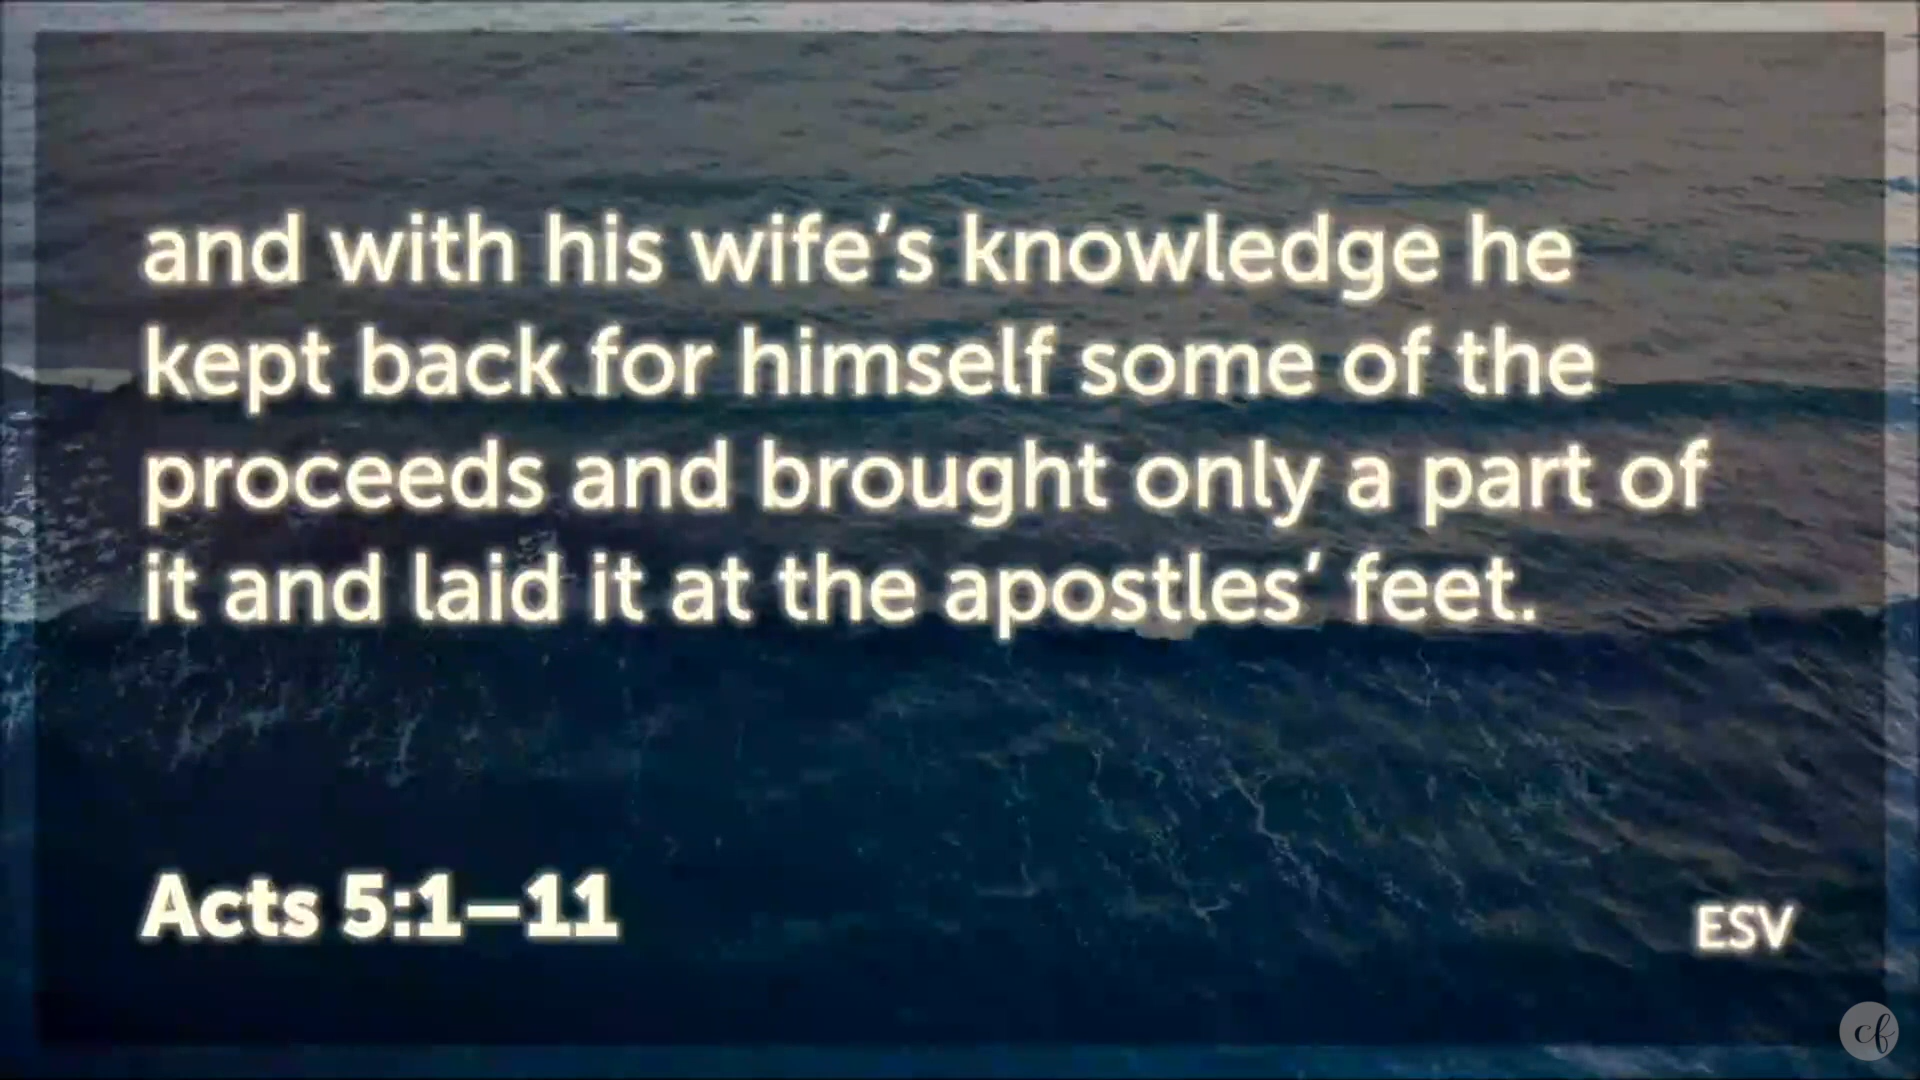 and with his wife’s knowledge he
kept back for himself some of the
proceeds and brought only a part of
it and laid it at the apostles’ feet.
Acts 5:1–11
ESV
cf